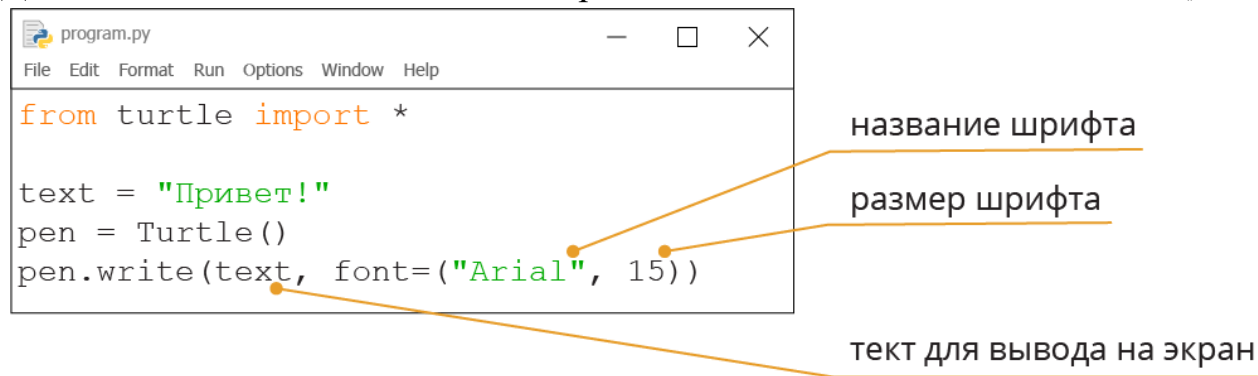 program.py
File Edit Format Run Options Window Help
from turtle import *
text = "Привет!"
pen = Turtle()
pen.write(text, font=("Arial", 15))
название шрифта
размер шрифта
тект для вывода на экран